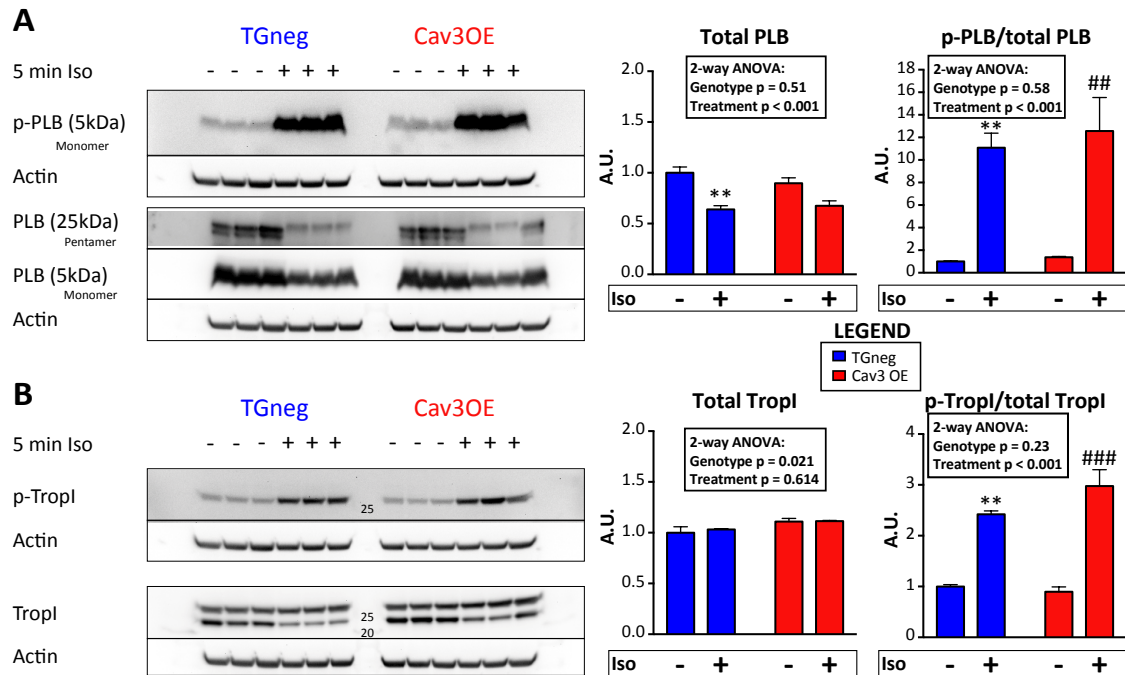 A
TGneg Cav3OE
5 min Iso - - - + + + - - - + + +
p-PLB (5kDa)
Monomer
Actin
PLB (25kDa)
Pentamer
PLB (5kDa)
Monomer
Actin
Total PLB
2-way ANOVA:
Genotype p = 0.51
Treatment p < 0.001
A.U.
2.0
1.5
1.0
0.5
0.0
**
Iso - + - +
p-PLB/total PLB
2-way ANOVA:
Genotype p = 0.58
Treatment p < 0.001
A.U.
18
16
14
12
10
8
6
4
2
0
**
##
Iso - + - +
LEGEND
TGneg
Cav3 OE
B
TGneg Cav3OE
5 min Iso - - - + + + - - - + + +
p-TropI
25
Actin
TropI
25
20
Actin
Total TropI
2-way ANOVA:
Genotype p = 0.021
Treatment p = 0.614
A.U.
2.0
1.5
1.0
0.5
0.0
Iso - + - +
p-TropI/total TropI
2-way ANOVA:
Genotype p = 0.23
Treatment p < 0.001
A.U.
4
3
2
1
0
**
###
Iso - + - +